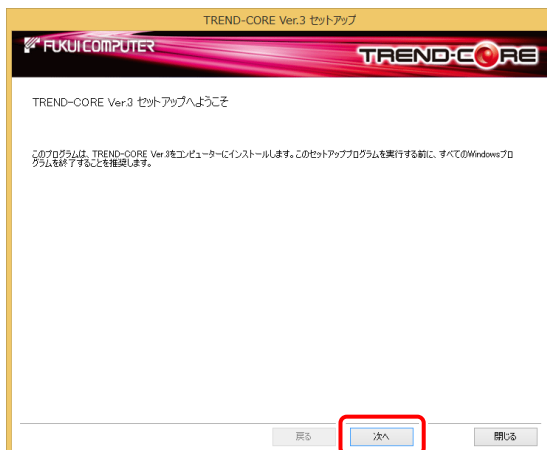 TREND-CORE Ver.3 セットアップ
FUKUI COMPUTER
TREND-CORE
TREND-CORE Ver.3 セットアップへようこそ
このプログラムは、TREND-CORE Ver.3をコンピューターにインストールします。このセットアッププログラムを実行する前に、すべてのWindowsプロ
グラムを終了することを推奨します。
戻る
次へ
閉じる